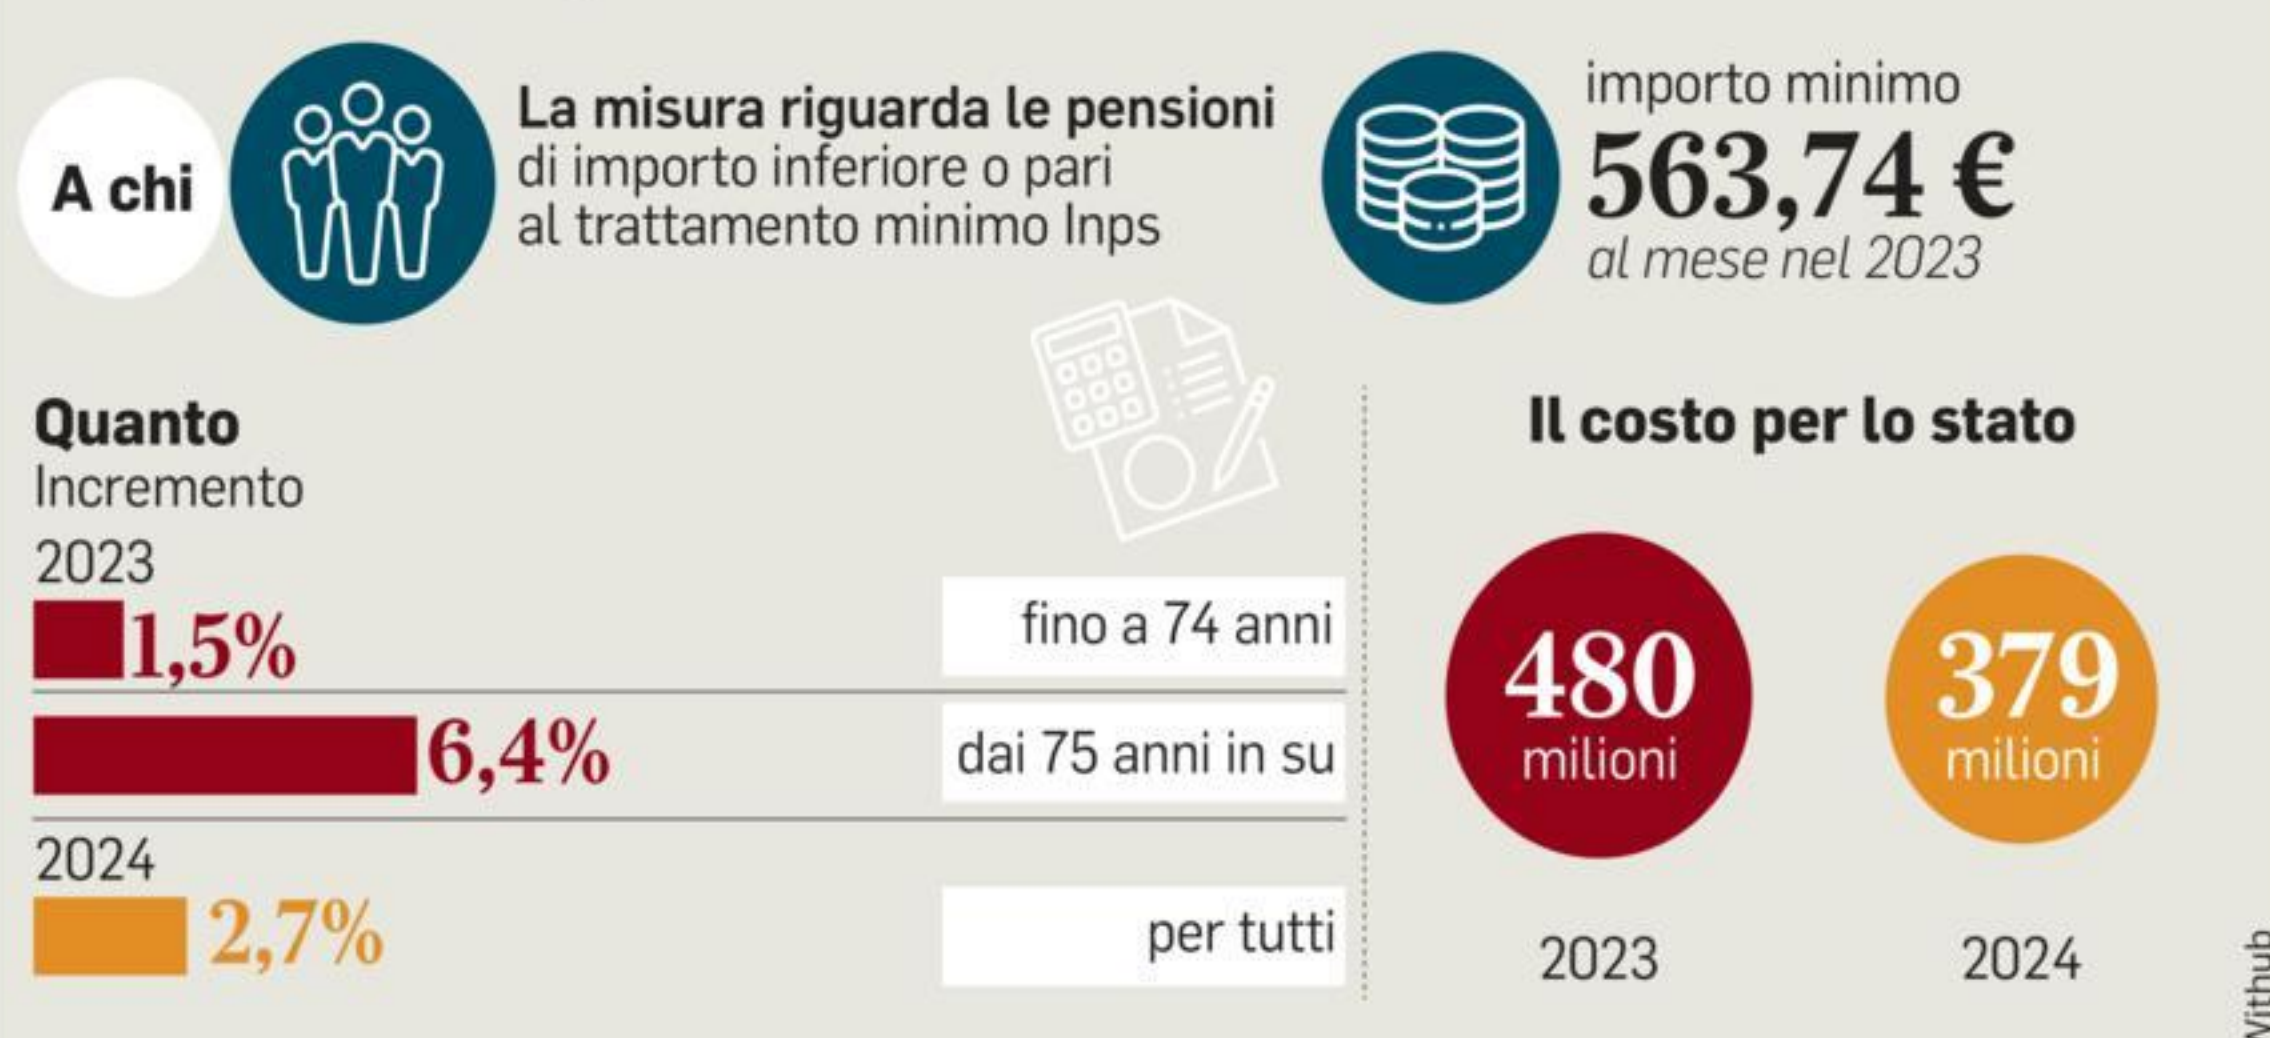 A chi
La misura riguarda le pensioni
di importo inferiore o pari
al trattamento minimo Inps
importo minimo
563,74 €
al mese nel 2023
Quanto
Incremento
2023
1,5%
fino a 74 anni
6,4%
dai 75 anni in su
2024
2,7%
per tutti
Il costo per lo stato
480
milioni
2023
379
milioni
2024
Withub